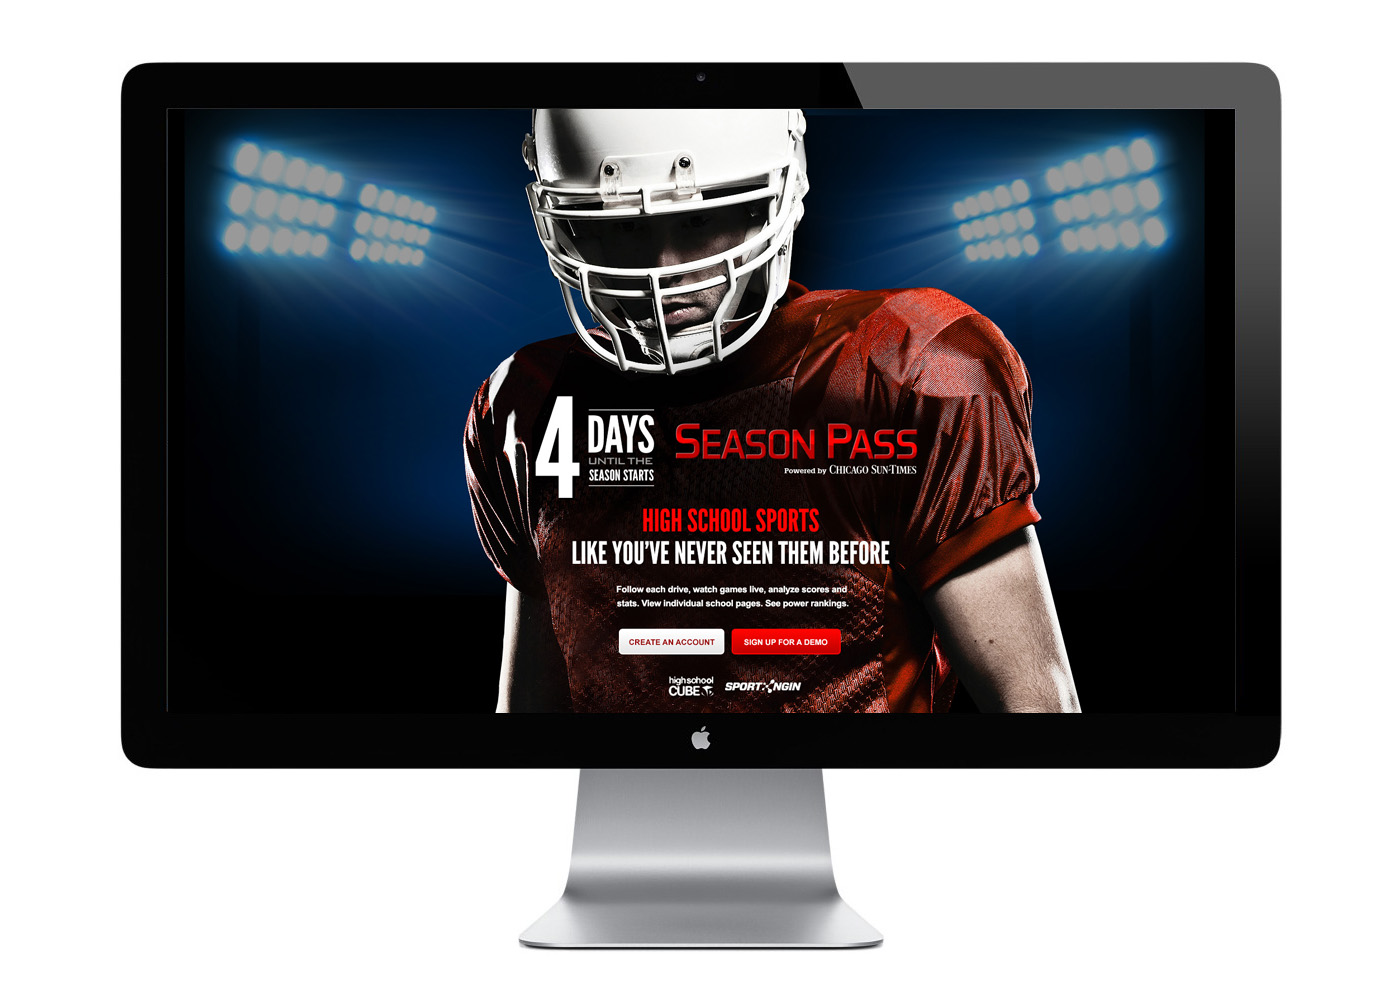 4 DAYS
UNTIL THE
SEASON STARTS
SEASON PASS
Powered by CHICAGO SUN-TIMES
HIGH SCHOOL SPORTS
LIKE YOU'VE NEVER SEEN THEM BEFORE
Follow each drive, watch games live, analyze scores and
stats. View individual school pages. See power rankings.
CREATE AN ACCOUNT
SIGN UP FOR A DEMO
high school
CUBE
SPORT NGIN